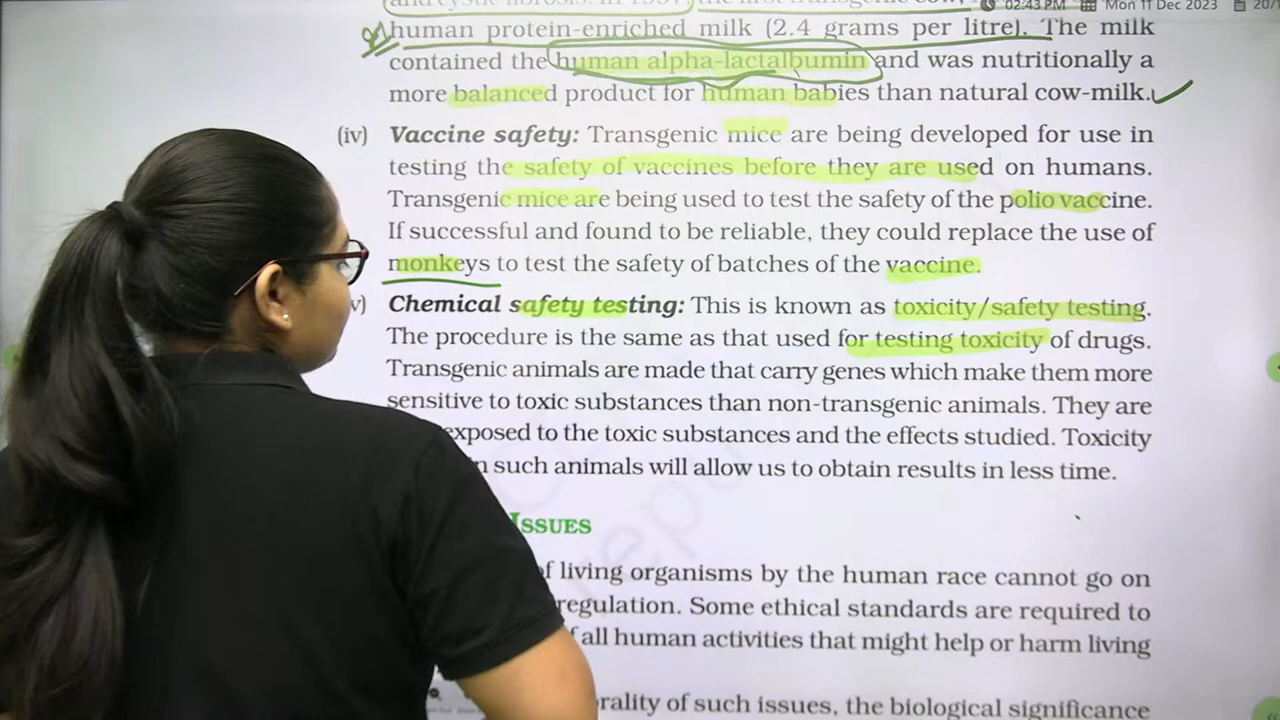 and cystic fibrosis. In 1997, the first transgenic cow,
02:43 PM Mon 11 Dec 2023
human protein-enriched milk (2.4 grams per litre). The milk
contained the human alpha-lactalbumin and was nutritionally a
more balanced product for human babies than natural cow-milk.
(iv) Vaccine safety: Transgenic mice are being developed for use in
testing the safety of vaccines before they are used on humans.
Transgenic mice are being used to test the safety of the polio vaccine.
If successful and found to be reliable, they could replace the use of
monkeys to test the safety of batches of the vaccine.
v) Chemical safety testing: This is known as toxicity/safety testing.
The procedure is the same as that used for testing toxicity of drugs.
Transgenic animals are made that carry genes which make them more
sensitive to toxic substances than non-transgenic animals. They are
exposed to the toxic substances and the effects studied. Toxicity
n such animals will allow us to obtain results in less time.
ISSUES
of living organisms by the human race cannot go on
regulation. Some ethical standards are required to
f all human activities that might help or harm living
rality of such issues, the biological significance